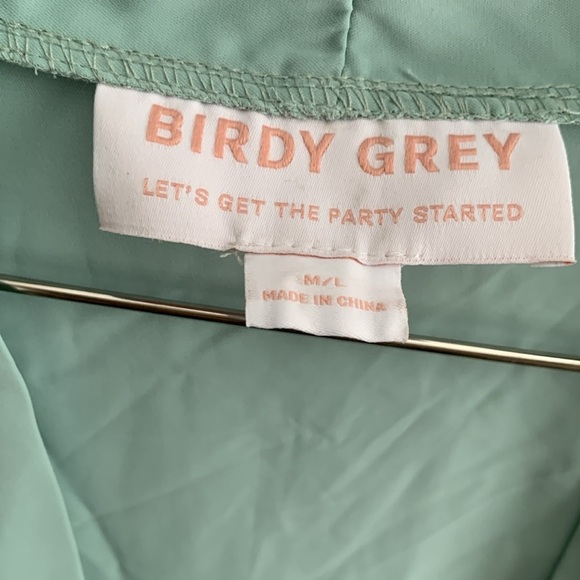 BIRDY GREY
LET'S GET THE PARTY STARTED
M/L
MADE IN CHINA